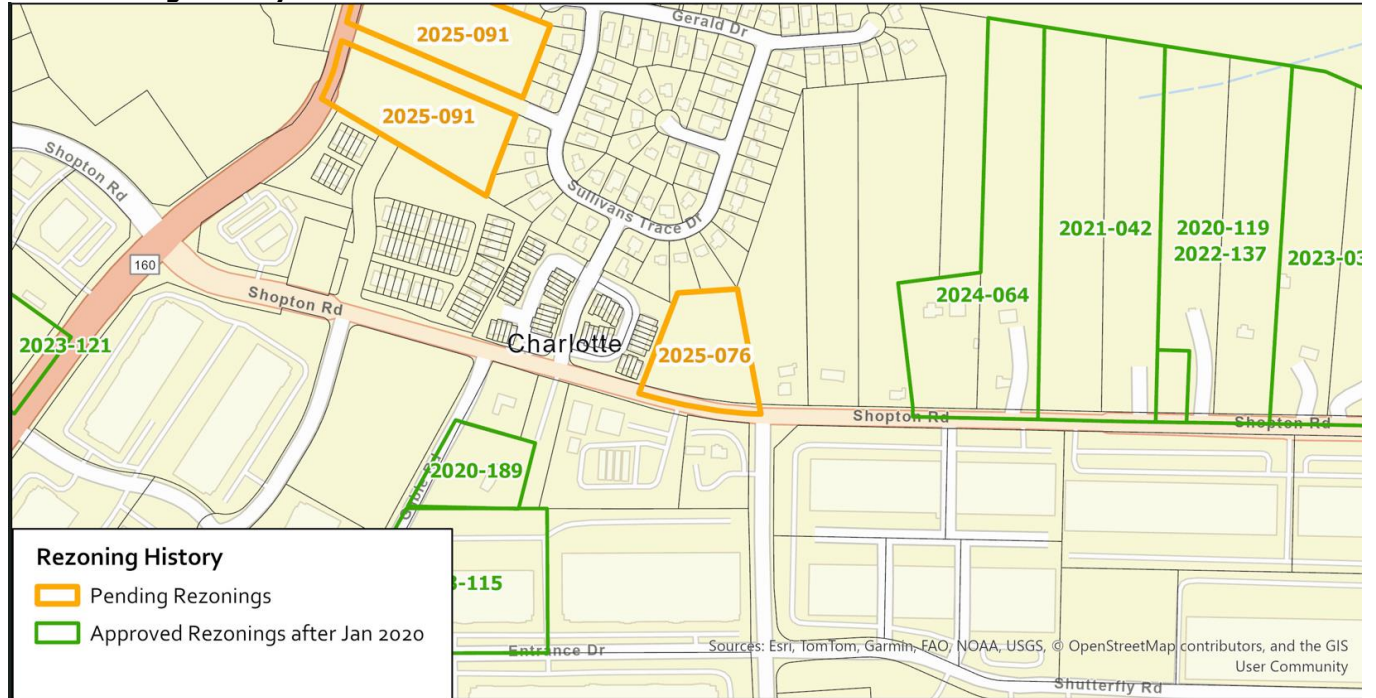 2025-091
Gerald Dr
2025-091
Shopton Rd
Sullivans Trace Dr
2021-042
2020-119
2022-137
2023-03
160
Shopton Rd
2024-064
2023-121
Charlotte
2025-076
Shopton Rd
Shopton Rd
2020-189
-115
Rezoning History
Pending Rezonings
Approved Rezonings after Jan 2020
Entrance Dr
Sources: Esri, TomTom, Garmin, FAO, NOAA, USGS, © OpenStreetMap contributors, and the GIS
User Community
Shutterfly Rd